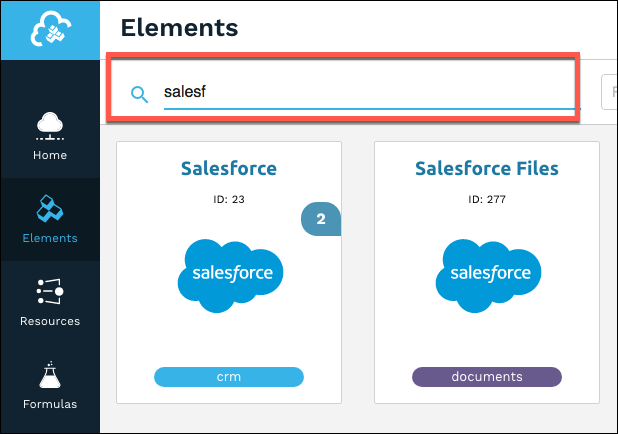 Elements
salesf
Home
Elements
Resources
Formulas
Salesforce
ID: 23
2
salesforce
crm
Salesforce Files
ID: 277
salesforce
documents